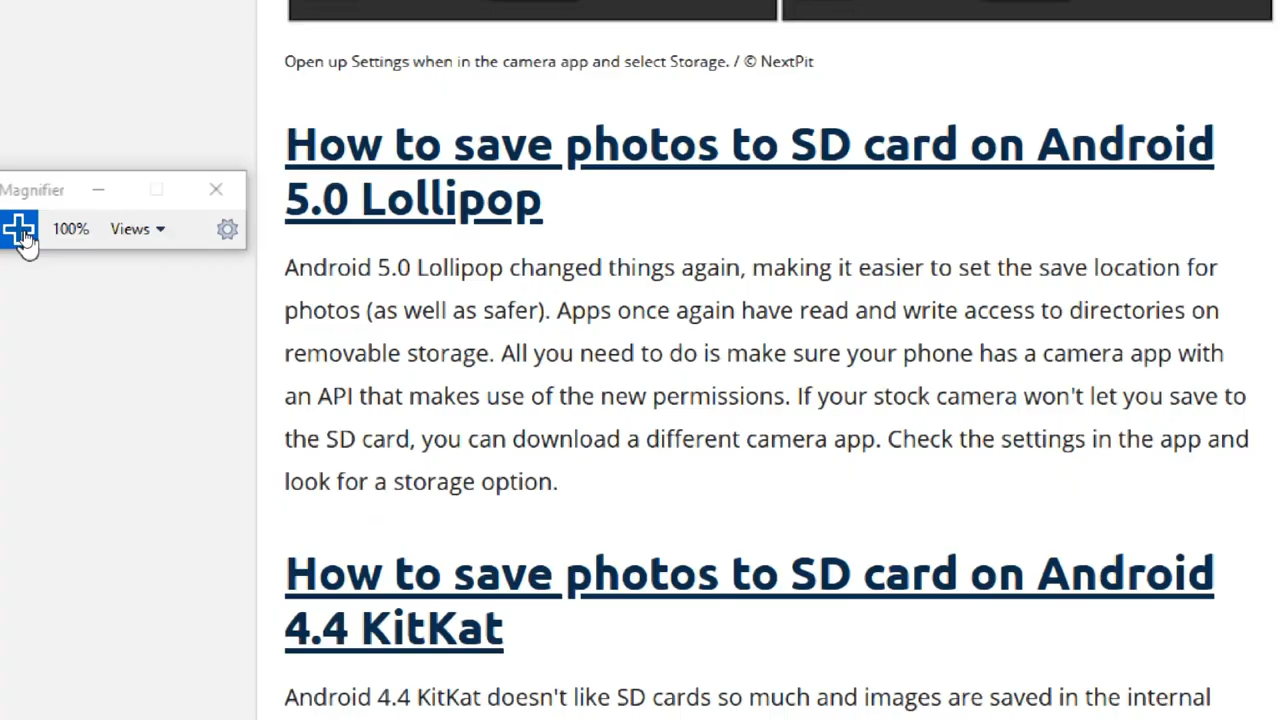 Open up Settings when in the camera app and select Storage. / © NextPit
How to save photos to SD card on Android
5.0 Lollipop
Magnifier
100% Views
Android 5.0 Lollipop changed things again, making it easier to set the save location for
photos (as well as safer). Apps once again have read and write access to directories on
removable storage. All you need to do is make sure your phone has a camera app with
an API that makes use of the new permissions. If your stock camera won't let you save to
the SD card, you can download a different camera app. Check the settings in the app and
look for a storage option.
How to save photos to SD card on Android
4.4 KitKat
Android 4.4 KitKat doesn't like SD cards so much and images are saved in the internal